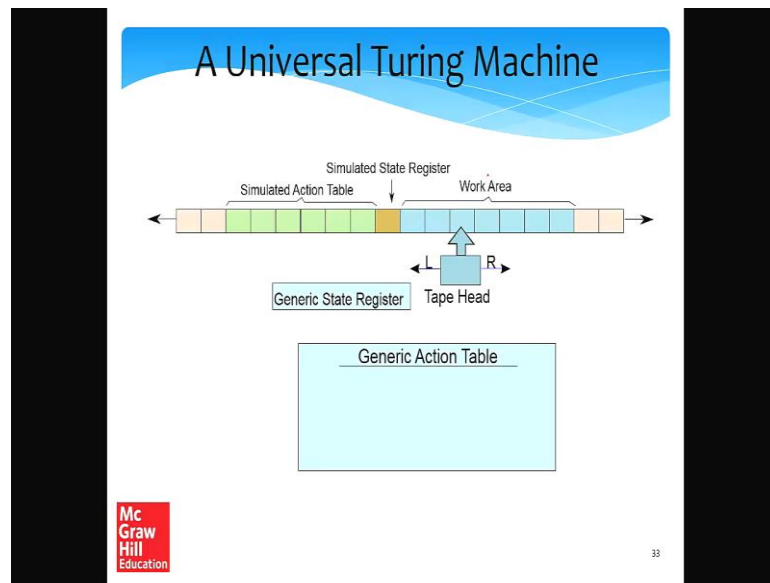 A Universal Turing Machine
Simulated State Register
Simulated Action Table
Work Area
L
R
Generic State Register
Tape Head
Generic Action Table
Mc
Graw
Hill
Education
33